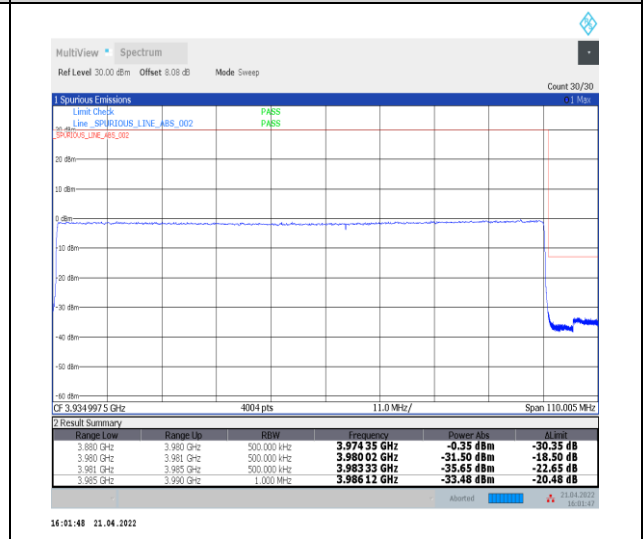 MultiView Spectrum
Ref Level 30.00 dBm Offset 8.08 dB Mode Sweep
Count 30/30
1 Spurious Emissions 1 Max
Limit Check PASS
Line _SPURIOUS_LINE_ABS_002 PASS
30 dBm
_SPURIOUS_LINE_ABS_002
20 dBm
10 dBm
0 dBm
-10 dBm
-20 dBm
-30 dBm
-40 dBm
-50 dBm
-60 dBm
CF 3.9349975 GHz 4004 pts 11.0 MHz/ Span 110.005 MHz
2 Result Summary
Range Low Range Up RBW Frequency Power Abs ΔLimit
3.880 GHz 3.980 GHz 500.000 kHz 3.974 35 GHz -0.35 dBm -30.35 dB
3.980 GHz 3.981 GHz 500.000 kHz 3.980 02 GHz -31.50 dBm -18.50 dB
3.981 GHz 3.985 GHz 500.000 kHz 3.983 33 GHz -35.65 dBm -22.65 dB
3.985 GHz 3.990 GHz 1.000 MHz 3.986 12 GHz -33.48 dBm -20.48 dB
Aborted 21.04.2022
16:01:47
16:01:48 21.04.2022